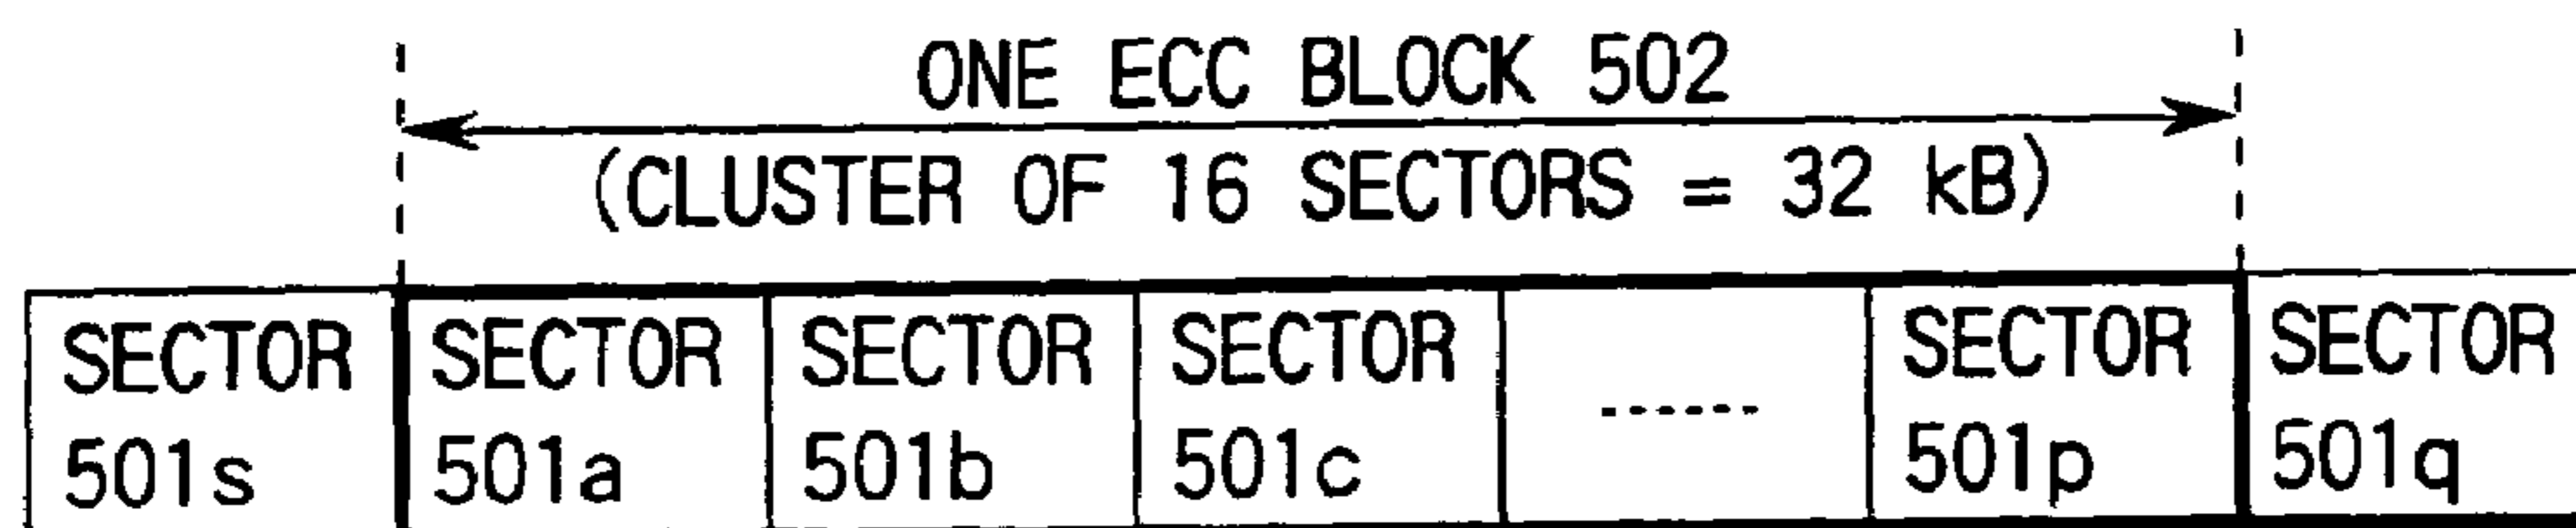 ONE ECC BLOCK 502
(CLUSTER OF 16 SECTORS = 32 kB)
SECTOR SECTOR SECTOR SECTOR SECTOR SECTOR
501s 501a 501b 501c ------ 501p 501q